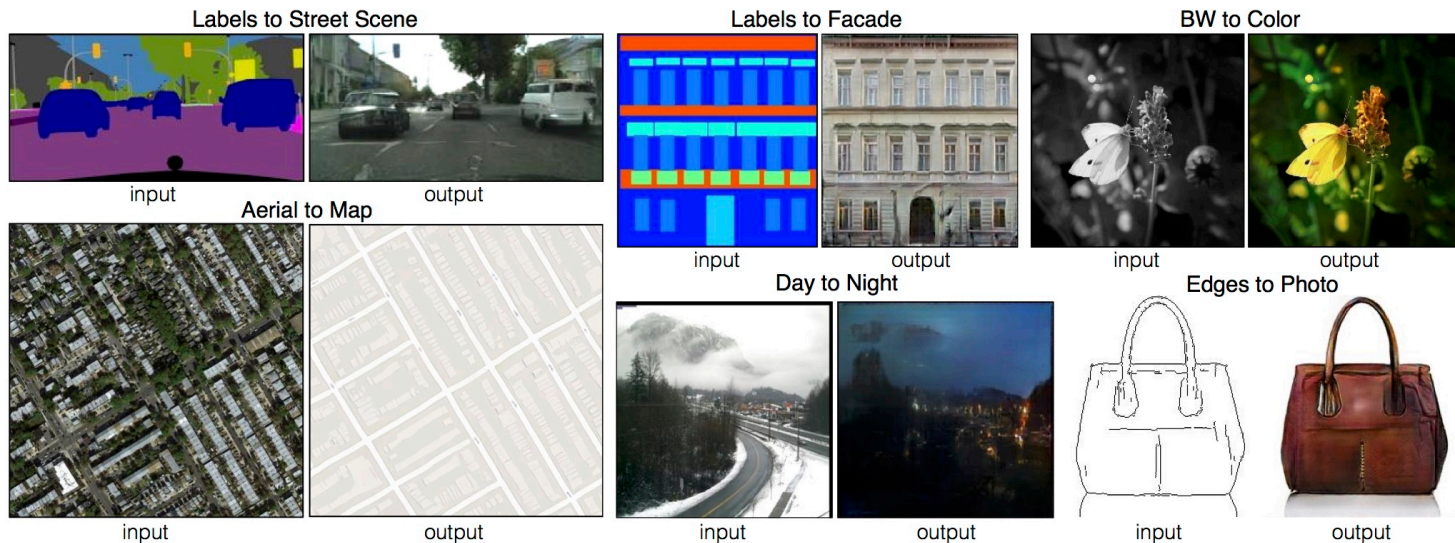 Labels to Street Scene
input
output
Aerial to Map
input
output
Labels to Facade
input
output
BW to Color
input
output
Day to Night
input
output
Edges to Photo
input
output